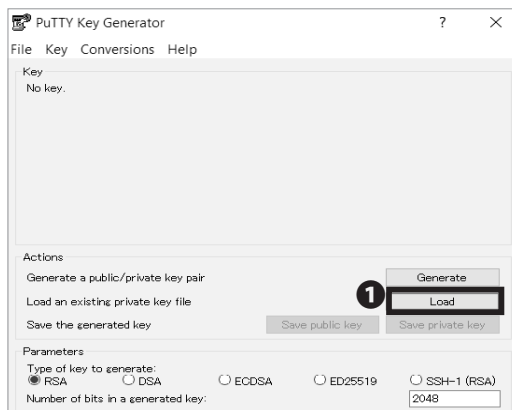 PuTTY Key Generator ? ×
File Key Conversions Help
Key
No key.
Actions
Generate a public/private key pair Generate
Load an existing private key file 1 Load
Save the generated key Save public key Save private key
Parameters
Type of key to generate:
RSA DSA ECDSA ED25519 SSH-1 (RSA)
Number of bits in a generated key: 2048